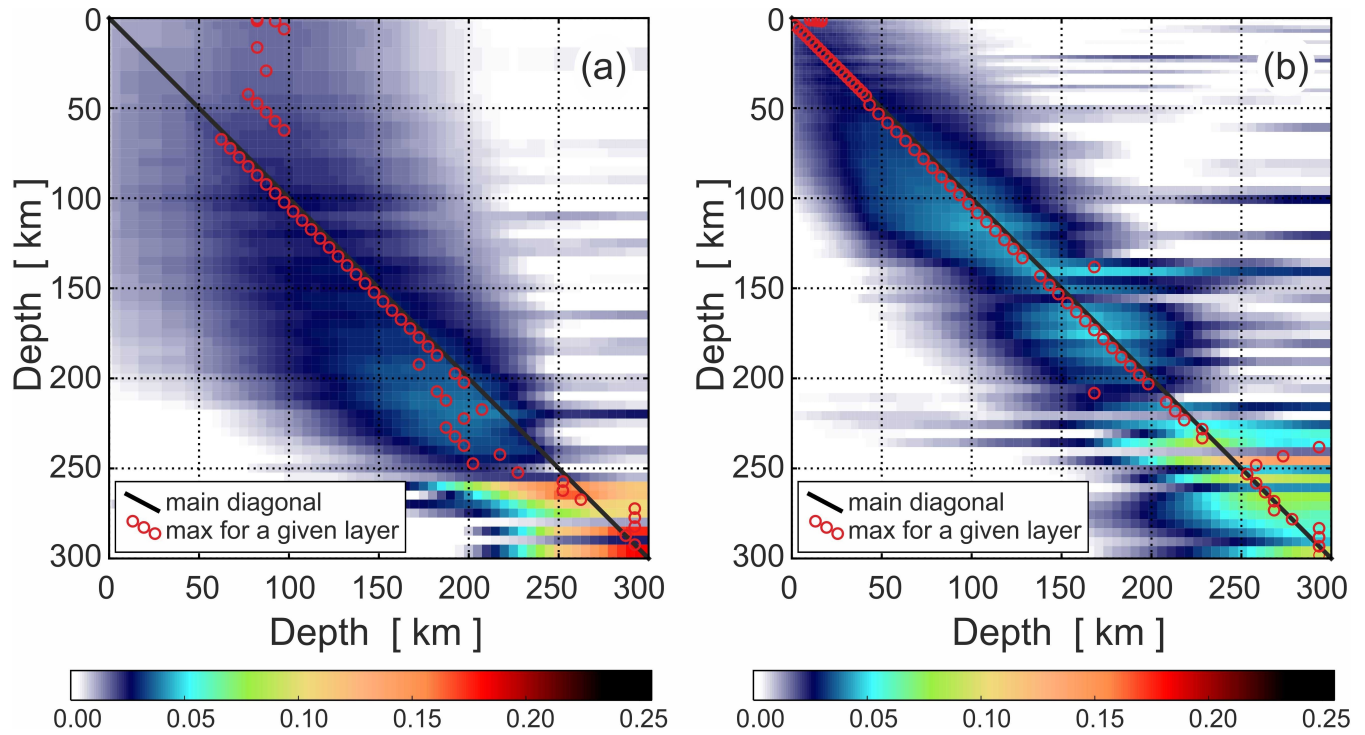 0
50
100
150
200
250
300
Depth [ km ]
(a)
main diagonal
max for a given layer
0 50 100 150 200 250 300
Depth [ km ]
0.00 0.05 0.10 0.15 0.20 0.25
0
50
100
150
200
250
300
Depth [ km ]
(b)
main diagonal
max for a given layer
0 50 100 150 200 250 300
Depth [ km ]
0.00 0.05 0.10 0.15 0.20 0.25